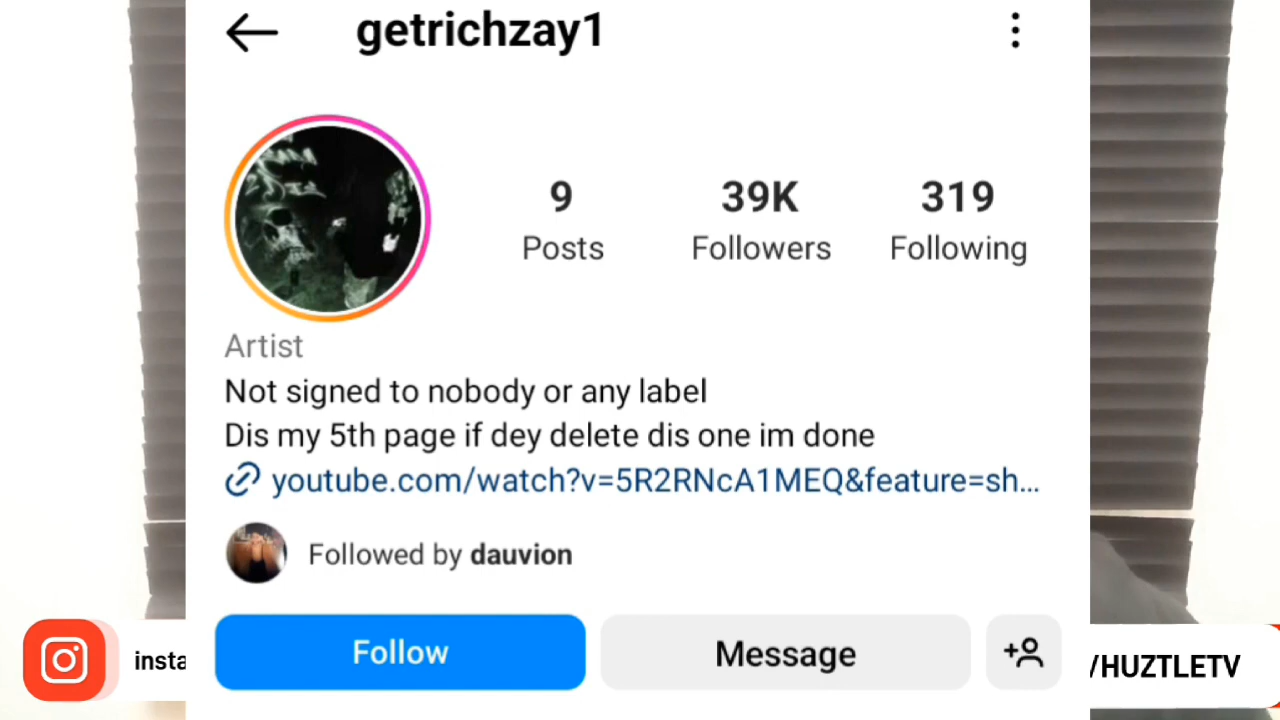 getrichzay1
9
39K
319
Posts
Followers
Following
Artist
Not signed to nobody or any label
Dis my 5th page if dey delete dis one im done
youtube.com/watch?v=5R2RNcA1MEQ&feature=sh...
Followed by dauvion
Follow
Message
insta
/HUZTLETV